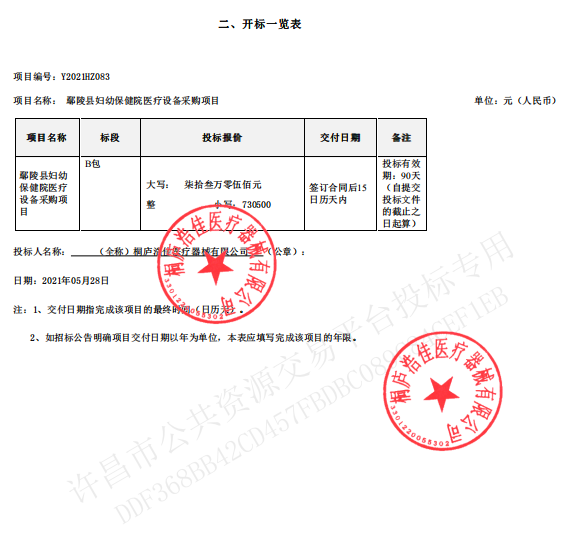 二、开标一览表
项目编号：Y2021HZ083
项目名称： 鄢陵县妇幼保健院医疗设备采购项目 单位：元（人民币）
项目名称 标段 投标报价 交付日期 备注
鄢陵县妇幼保健院医疗设备采购项目
B包
大写： 柒拾叁万零伍佰元
整 小写：730500
签订合同后15日历天内
投标有效期：90天（自提交投标文件的截止之日起算）
投标人名称： （全称）桐庐浩佳医疗器械有限公司 （公章）：
日期：2021年05月28日
注：1、交付日期指完成该项目的最终时间（日历天）。
2、如招标公告明确项目交付日期以年为单位，本表应填写完成该项目的年限。
桐庐浩佳医疗器械有限公司
桐庐浩佳医疗器械有限公司
许昌市公共资源交易平台投标专用